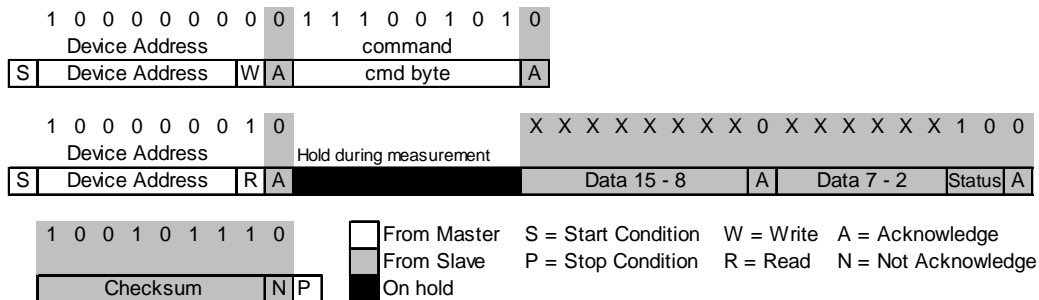 1 0 0 0 0 0 0 0 0 1 1 1 0 0 1 0 1 0
Device Address command
S Device Address W A cmd byte A
1 0 0 0 0 0 0 1 0 X X X X X X X X 0 X X X X X X 1 0 0
Device Address Hold during measurement
S Device Address R A Data 15 - 8 A Data 7 - 2 Status A
1 0 0 1 0 1 1 1 0 From Master S = Start Condition W = Write A = Acknowledge
From Slave P = Stop Condition R = Read N = Not Acknowledge
Checksum N P On hold